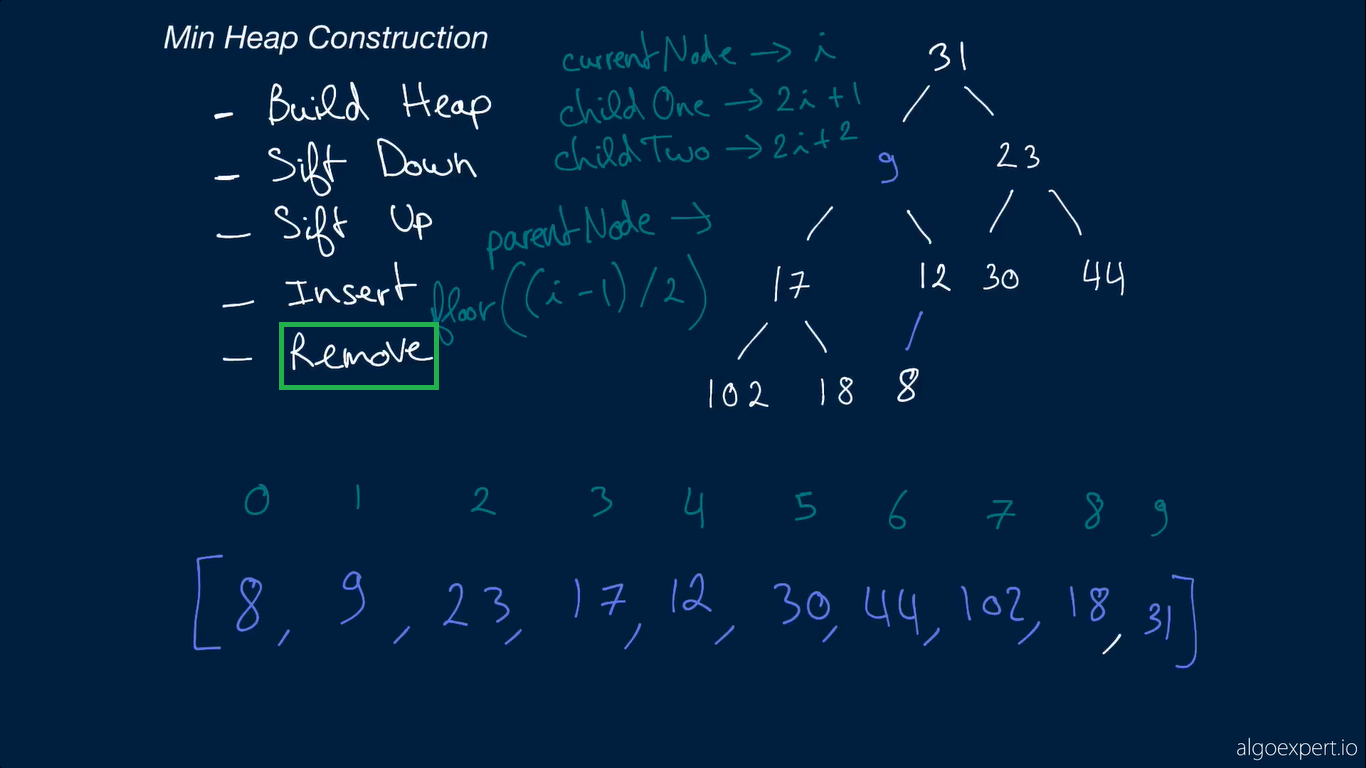 Min Heap Construction
- Build Heap
- Sift Down
- Sift Up
- Insert
- Remove
currentNode → i
childOne → 2i+1
childTwo → 2i+2
parentNode →
floor((i-1)/2)
31
9 23
17 12 30 44
102 18 8
0 1 2 3 4 5 6 7 8 9
[8, 9, 23, 17, 12, 30, 44, 102, 18, 31]
algoexpert.io